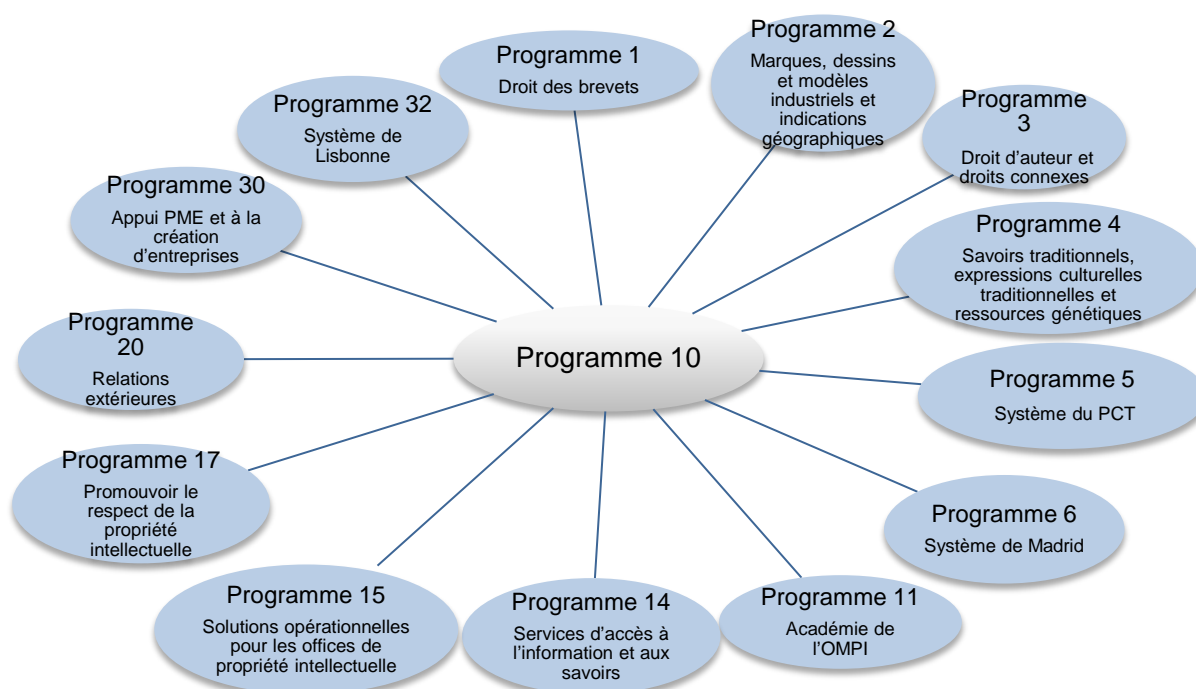 Programme 1
Droit des brevets
Programme 2
Marques, dessins
et modèles
industriels et
indications
géographiques
Programme
3
Droit d'auteur et
droits connexes
Programme 4
Savoirs traditionnels,
expressions culturelles
traditionnelles et
ressources génétiques
Programme 5
Système du PCT
Programme 6
Système de Madrid
Programme 11
Académie de
l'OMPI
Programme 14
Services d'accès à
l'information et aux
savoirs
Programme 15
Solutions opérationnelles
pour les offices de
propriété intellectuelle
Programme 17
Promouvoir le
respect de la
propriété
intellectuelle
Programme
20
Relations
extérieures
Programme 30
Appui PME et à la
création
d'entreprises
Programme 32
Système de
Lisbonne
Programme 10